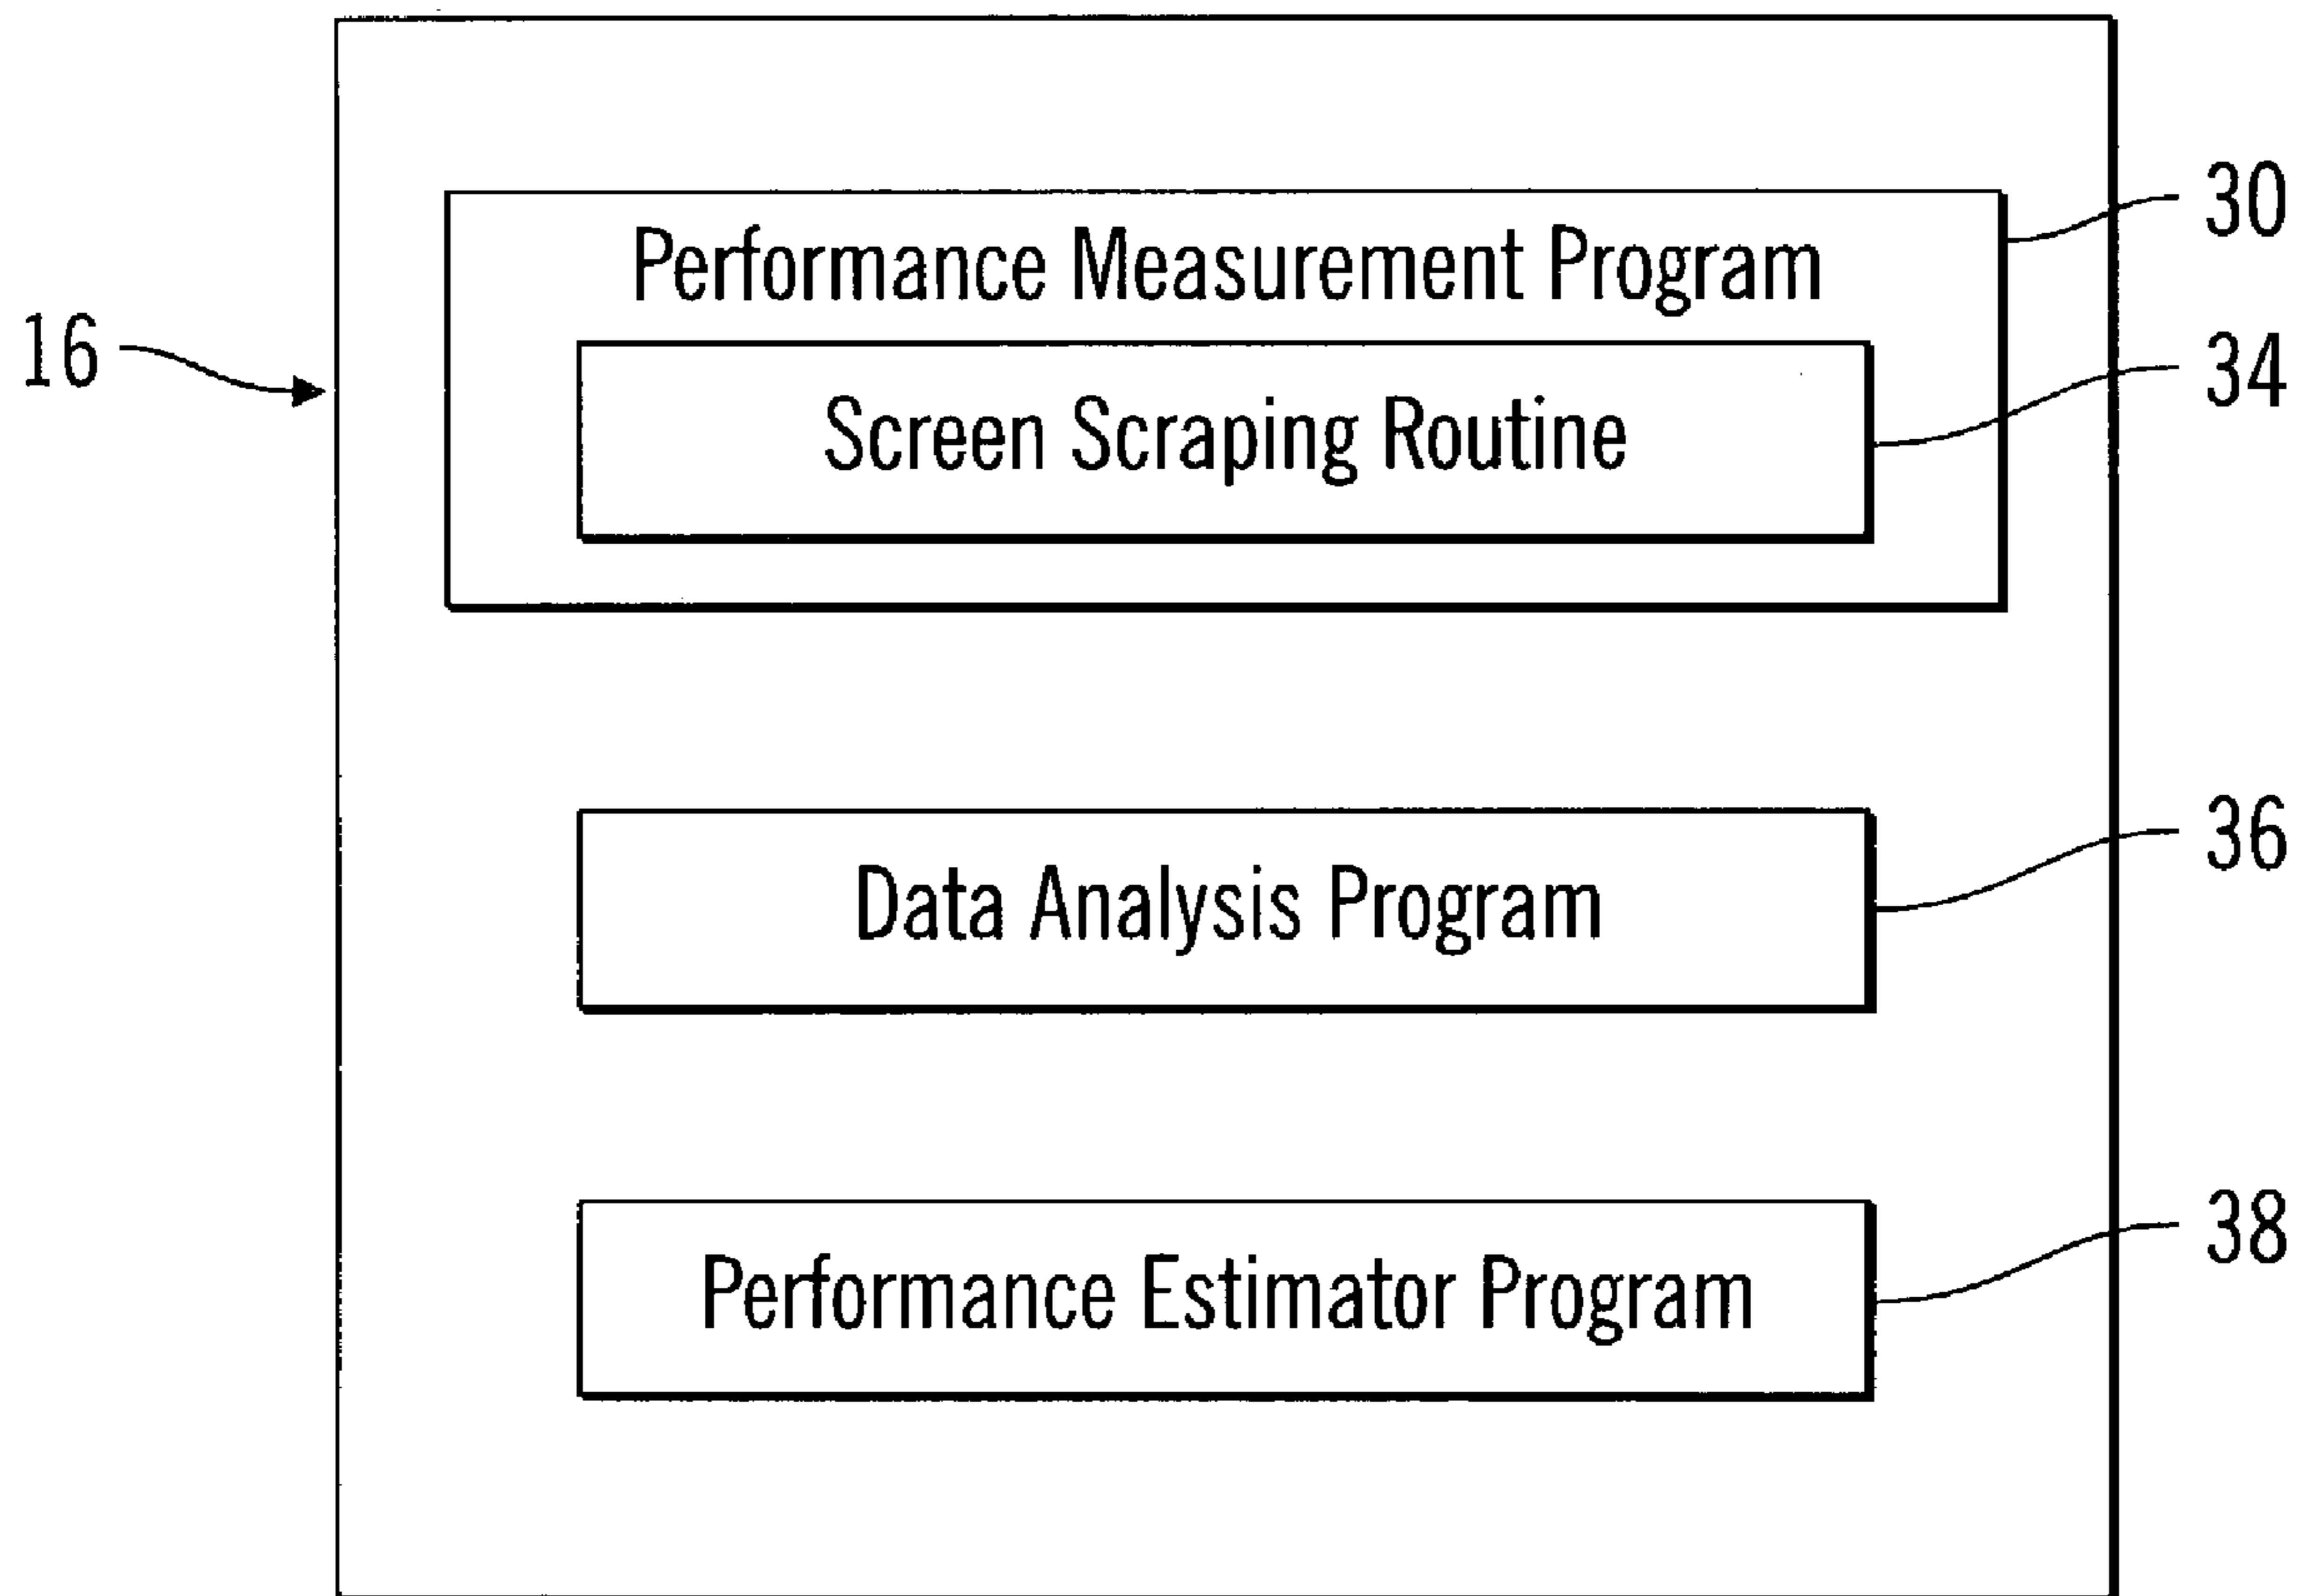 30
Performance Measurement Program
16
34
Screen Scraping Routine
36
Data Analysis Program
38
Performance Estimator Program